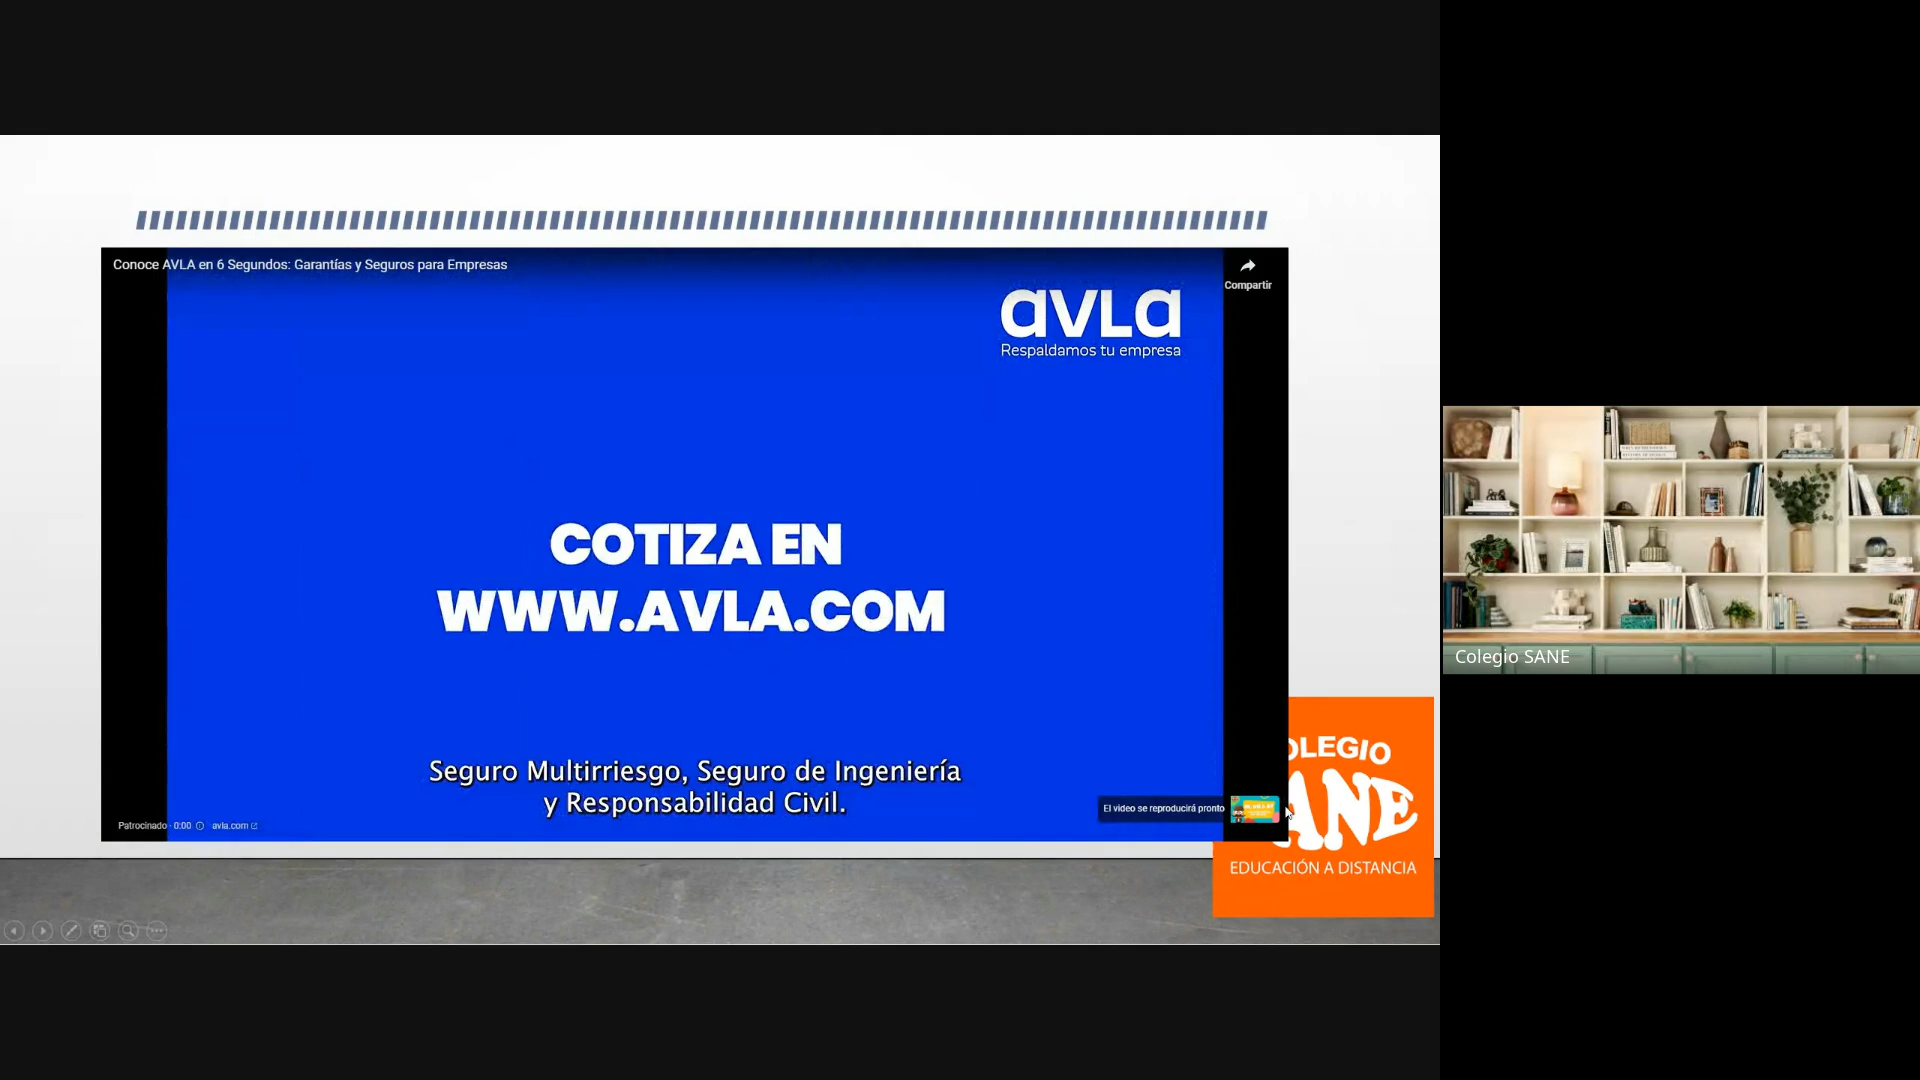 Conoce AVLA en 6 Segundos: Garantías y Seguros para Empresas
Compartir
avla
Respaldamos tu empresa
COTIZA EN
WWW.AVLA.COM
Seguro Multirriesgo, Seguro de Ingeniería
y Responsabilidad Civil.
El video se reproducirá pronto
Patrocinado · 0:00
avla.com
OLEGIO
ANE
EDUCACIÓN A DISTANCIA
Colegio SANE